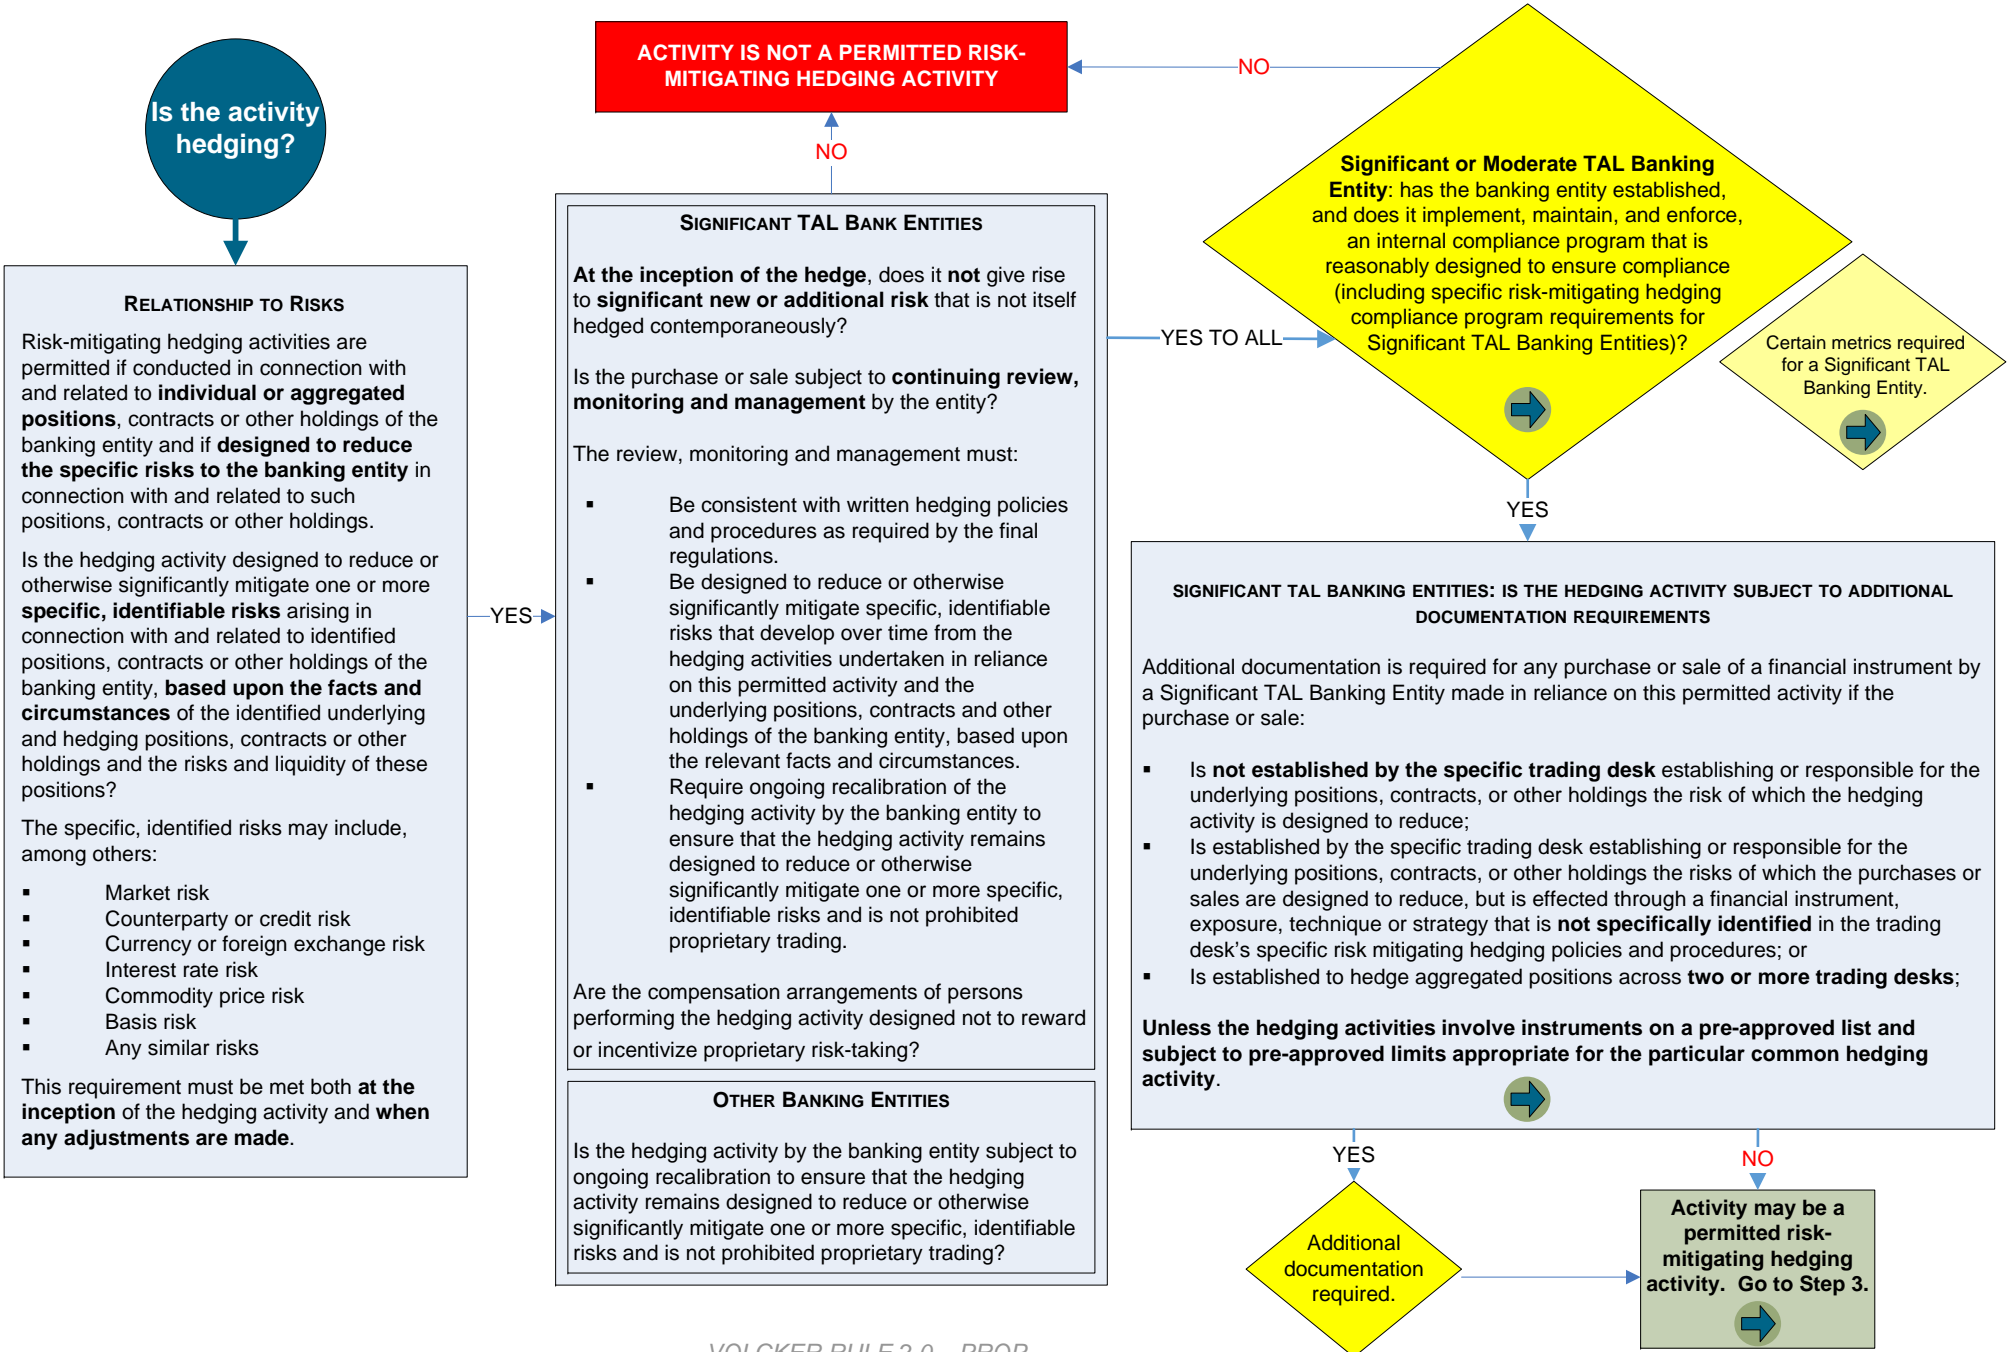 Is the activity
hedging?
RELATIONSHIP TO RISKS
Risk-mitigating hedging activities are
permitted if conducted in connection with
and related to individual or aggregated
positions, contracts or other holdings of the
banking entity and if designed to reduce
the specific risks to the banking entity in
connection with and related to such
positions, contracts or other holdings.
Is the hedging activity designed to reduce or
otherwise significantly mitigate one or more
specific, identifiable risks arising in
connection with and related to identified
positions, contracts or other holdings of the
banking entity, based upon the facts and
circumstances of the identified underlying
and hedging positions, contracts or other
holdings and the risks and liquidity of these
positions?
The specific, identified risks may include,
among others:
▪ Market risk
▪ Counterparty or credit risk
▪ Currency or foreign exchange risk
▪ Interest rate risk
▪ Commodity price risk
▪ Basis risk
▪ Any similar risks
This requirement must be met both at the
inception of the hedging activity and when
any adjustments are made.
YES
ACTIVITY IS NOT A PERMITTED RISK-
MITIGATING HEDGING ACTIVITY
NO
SIGNIFICANT TAL BANK ENTITIES
At the inception of the hedge, does it not give rise
to significant new or additional risk that is not itself
hedged contemporaneously?
Is the purchase or sale subject to continuing review,
monitoring and management by the entity?
The review, monitoring and management must:
▪ Be consistent with written hedging policies
and procedures as required by the final
regulations.
▪ Be designed to reduce or otherwise
significantly mitigate specific, identifiable
risks that develop over time from the
hedging activities undertaken in reliance
on this permitted activity and the
underlying positions, contracts and other
holdings of the banking entity, based upon
the relevant facts and circumstances.
▪ Require ongoing recalibration of the
hedging activity by the banking entity to
ensure that the hedging activity remains
designed to reduce or otherwise
significantly mitigate one or more specific,
identifiable risks and is not prohibited
proprietary trading.
Are the compensation arrangements of persons
performing the hedging activity designed not to reward
or incentivize proprietary risk-taking?
OTHER BANKING ENTITIES
Is the hedging activity by the banking entity subject to
ongoing recalibration to ensure that the hedging
activity remains designed to reduce or otherwise
significantly mitigate one or more specific, identifiable
risks and is not prohibited proprietary trading?
YES TO ALL
NO
Significant or Moderate TAL Banking
Entity: has the banking entity established,
and does it implement, maintain, and enforce,
an internal compliance program that is
reasonably designed to ensure compliance
(including specific risk-mitigating hedging
compliance program requirements for
Significant TAL Banking Entities)?
Certain metrics required
for a Significant TAL
Banking Entity.
YES
SIGNIFICANT TAL BANKING ENTITIES: IS THE HEDGING ACTIVITY SUBJECT TO ADDITIONAL
DOCUMENTATION REQUIREMENTS
Additional documentation is required for any purchase or sale of a financial instrument by
a Significant TAL Banking Entity made in reliance on this permitted activity if the
purchase or sale:
▪ Is not established by the specific trading desk establishing or responsible for the
underlying positions, contracts, or other holdings the risk of which the hedging
activity is designed to reduce;
▪ Is established by the specific trading desk establishing or responsible for the
underlying positions, contracts, or other holdings the risks of which the purchases or
sales are designed to reduce, but is effected through a financial instrument,
exposure, technique or strategy that is not specifically identified in the trading
desk's specific risk mitigating hedging policies and procedures; or
▪ Is established to hedge aggregated positions across two or more trading desks;
Unless the hedging activities involve instruments on a pre-approved list and
subject to pre-approved limits appropriate for the particular common hedging
activity.
YES
NO
Additional
documentation
required.
Activity may be a
permitted risk-
mitigating hedging
activity. Go to Step 3.
VOLCKER RULE 2.0 – PROP